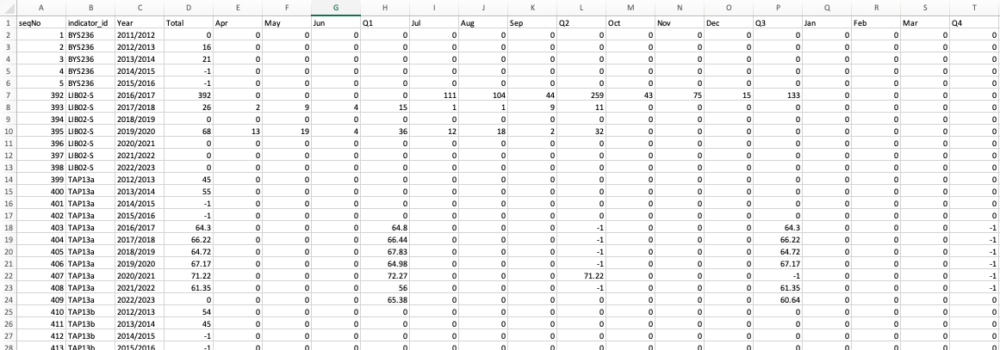 A B C D E F G H I J K L M N O P Q R S T
1 seqNo indicator_id Year Total Apr May Jun Q1 Jul Aug Sep Q2 Oct Nov Dec Q3 Jan Feb Mar Q4
2 1 BYS236 2011/2012 0 0 0 0 0 0 0 0 0 0 0 0 0 0 0 0 0
3 2 BYS236 2012/2013 16 0 0 0 0 0 0 0 0 0 0 0 0 0 0 0 0
4 3 BYS236 2013/2014 21 0 0 0 0 0 0 0 0 0 0 0 0 0 0 0 0
5 4 BYS236 2014/2015 -1 0 0 0 0 0 0 0 0 0 0 0 0 0 0 0 0
6 5 BYS236 2015/2016 -1 0 0 0 0 0 0 0 0 0 0 0 0 0 0 0 0
7 392 LIB02-S 2016/2017 392 0 0 0 0 111 104 44 259 43 75 15 133 0 0 0 0
8 393 LIB02-S 2017/2018 26 2 9 4 15 1 1 9 11 0 0 0 0 0 0 0 0
9 394 LIB02-S 2018/2019 0 0 0 0 0 0 0 0 0 0 0 0 0 0 0 0 0
10 395 LIB02-S 2019/2020 68 13 19 4 36 12 18 2 32 0 0 0 0 0 0 0 0
11 396 LIB02-S 2020/2021 0 0 0 0 0 0 0 0 0 0 0 0 0 0 0 0 0
12 397 LIB02-S 2021/2022 0 0 0 0 0 0 0 0 0 0 0 0 0 0 0 0 0
13 398 LIB02-S 2022/2023 0 0 0 0 0 0 0 0 0 0 0 0 0 0 0 0 0
14 399 TAP13a 2012/2013 45 0 0 0 0 0 0 0 0 0 0 0 0 0 0 0 0
15 400 TAP13a 2013/2014 55 0 0 0 0 0 0 0 0 0 0 0 0 0 0 0 0
16 401 TAP13a 2014/2015 -1 0 0 0 0 0 0 0 0 0 0 0 0 0 0 0 0
17 402 TAP13a 2015/2016 -1 0 0 0 0 0 0 0 0 0 0 0 0 0 0 0 0
18 403 TAP13a 2016/2017 64.3 0 0 0 64.8 0 0 0 -1 0 0 0 64.3 0 0 0 -1
19 404 TAP13a 2017/2018 66.22 0 0 0 66.44 0 0 0 -1 0 0 0 66.22 0 0 0 -1
20 405 TAP13a 2018/2019 64.72 0 0 0 67.83 0 0 0 -1 0 0 0 64.72 0 0 0 -1
21 406 TAP13a 2019/2020 67.17 0 0 0 64.98 0 0 0 -1 0 0 0 67.17 0 0 0 -1
22 407 TAP13a 2020/2021 71.22 0 0 0 72.27 0 0 0 71.22 0 0 0 -1 0 0 0 -1
23 408 TAP13a 2021/2022 61.35 0 0 0 56 0 0 0 -1 0 0 0 61.35 0 0 0 -1
24 409 TAP13a 2022/2023 0 0 0 0 65.38 0 0 0 0 0 0 0 60.64 0 0 0 0
25 410 TAP13b 2012/2013 54 0 0 0 0 0 0 0 0 0 0 0 0 0 0 0 0
26 411 TAP13b 2013/2014 45 0 0 0 0 0 0 0 0 0 0 0 0 0 0 0 0
27 412 TAP13b 2014/2015 -1 0 0 0 0 0 0 0 0 0 0 0 0 0 0 0 0
28 413 TAP13b 2015/2016 -1 0 0 0 0 0 0 0 0 0 0 0 0 0 0 0 0